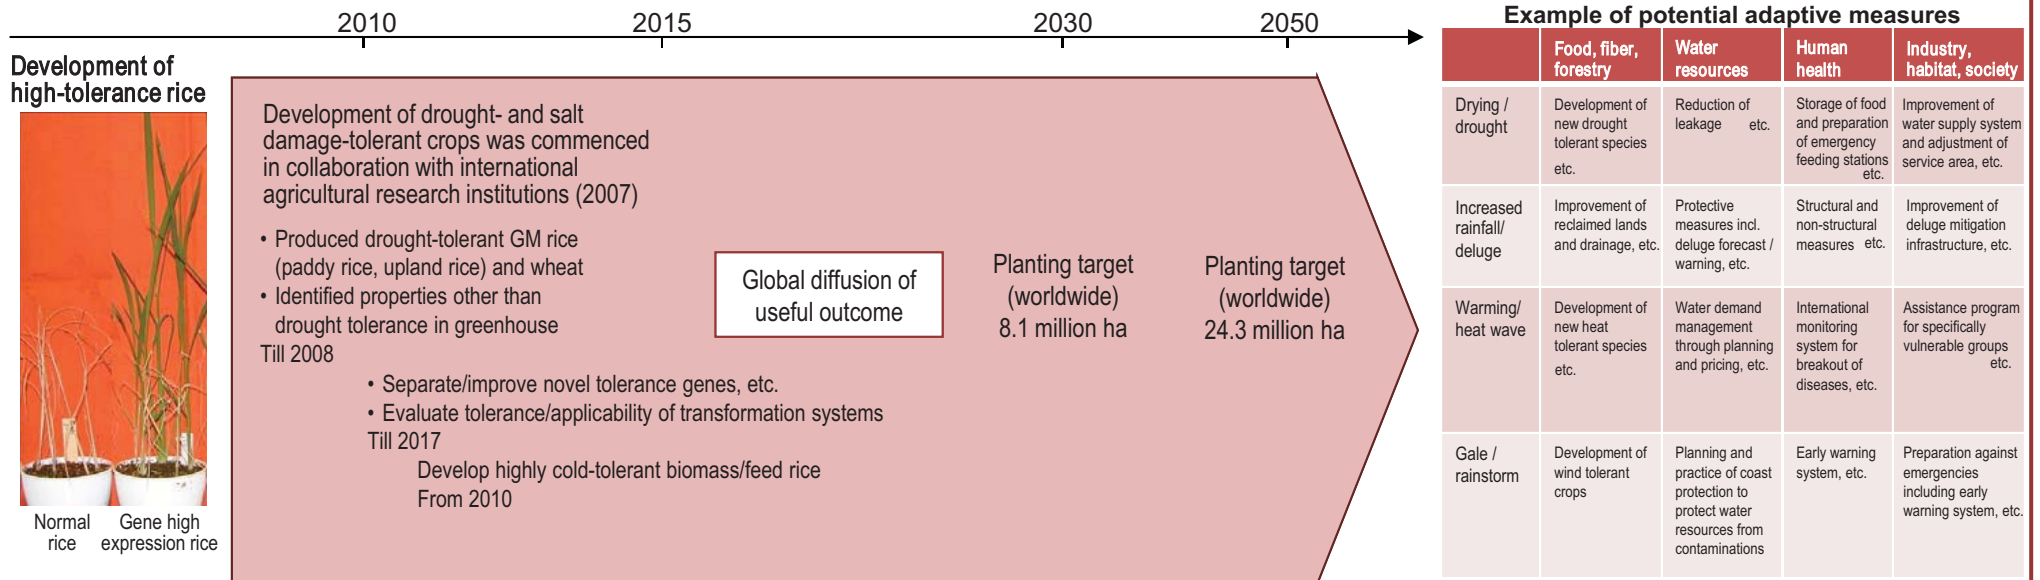 2010
2015
2030
2050
Development of
high-tolerance rice
Normal
rice
Gene high
expression rice
Development of drought- and salt
damage-tolerant crops was commenced
in collaboration with international
agricultural research institutions (2007)
• Produced drought-tolerant GM rice
(paddy rice, upland rice) and wheat
• Identified properties other than
drought tolerance in greenhouse
Till 2008
• Separate/improve novel tolerance genes, etc.
• Evaluate tolerance/applicability of transformation systems
Till 2017
Develop highly cold-tolerant biomass/feed rice
From 2010
Global diffusion of
useful outcome
Planting target
(worldwide)
8.1 million ha
Planting target
(worldwide)
24.3 million ha
Example of potential adaptive measures
Food, fiber,
forestry
Water
resources
Human
health
Industry,
habitat, society
Drying /
drought
Development of
new drought
tolerant species
etc.
Reduction of
leakage etc.
Storage of food
and preparation
of emergency
feeding stations
etc.
Improvement of
water supply system
and adjustment of
service area, etc.
Increased
rainfall/
deluge
Improvement of
reclaimed lands
and drainage, etc.
Protective
measures incl.
deluge forecast /
warning, etc.
Structural and
non-structural
measures etc.
Improvement of
deluge mitigation
infrastructure, etc.
Warming/
heat wave
Development of
new heat
tolerant species
etc.
Water demand
management
through planning
and pricing, etc.
International
monitoring
system for
breakout of
diseases, etc.
Assistance program
for specifically
vulnerable groups
etc.
Gale /
rainstorm
Development of
wind tolerant
crops
Planning and
practice of coast
protection to
protect water
resources from
contaminations
Early warning
system, etc.
Preparation against
emergencies
including early
warning system, etc.